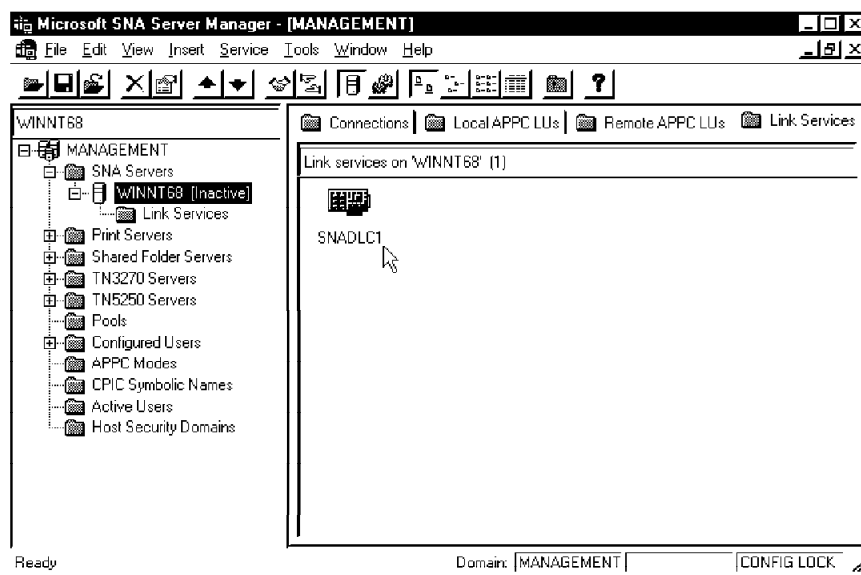 Microsoft SNA Server Manager - [MANAGEMENT]
File Edit View Insert Service Tools Window Help
WINNT68
MANAGEMENT
SNA Servers
WINNT68 [Inactive]
Link Services
Print Servers
Shared Folder Servers
TN3270 Servers
TN5250 Servers
Pools
Configured Users
APPC Modes
CPIC Symbolic Names
Active Users
Host Security Domains
Connections Local APPC LUs Remote APPC LUs Link Services
Link services on 'WINNT68' (1)
SNADLC1
Ready Domain: MANAGEMENT CONFIG LOCK